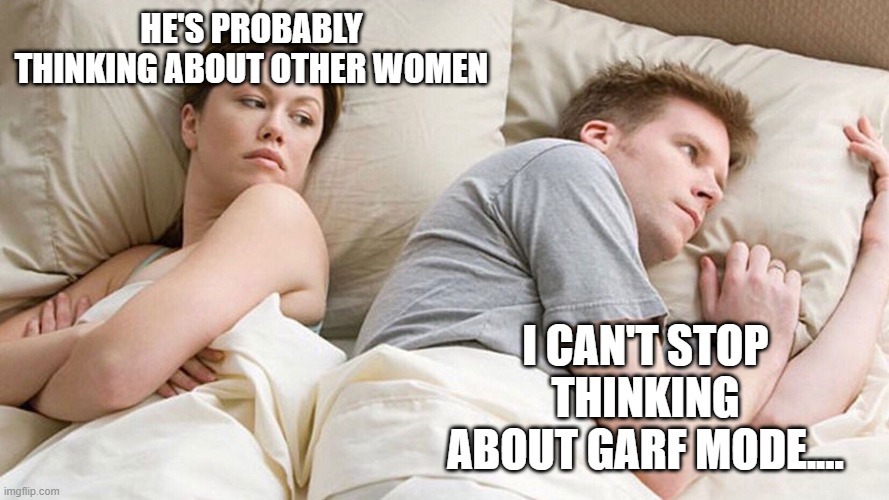 HE'S PROBABLY
THINKING ABOUT OTHER WOMEN
I CAN'T STOP
THINKING
ABOUT GARF MODE....
imgflip.com